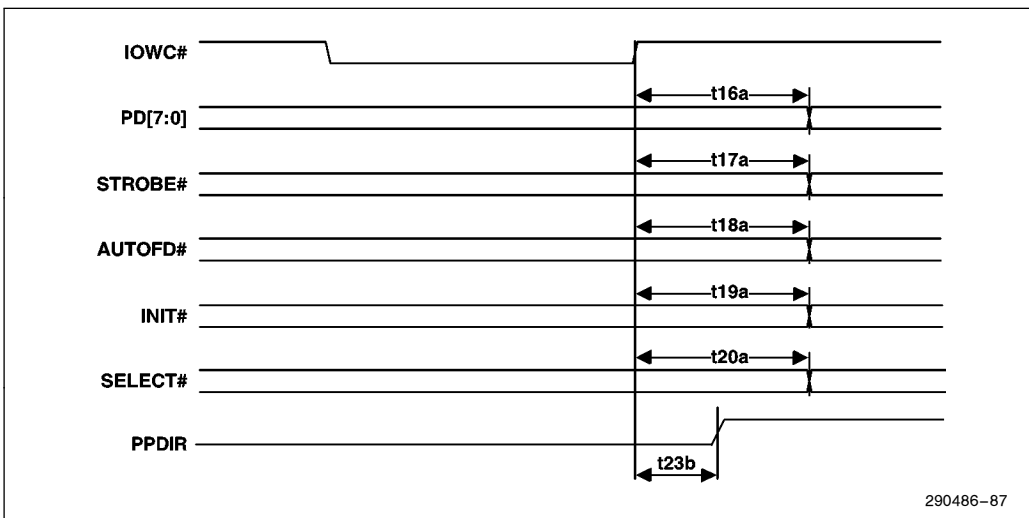 IOWC#
t16a
PD[7:0]
t17a
STROBE#
t18a
AUTOFD#
t19a
INIT#
t20a
SELECT#
PPDIR
t23b
290486–87